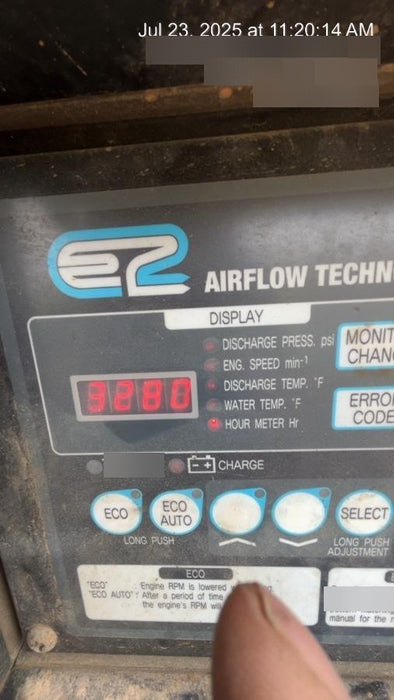 Jul 23, 2025 at 11:20:14 AM
E2
AIRFLOW TECHN
DISPLAY
DISCHARGE PRESS. psi
ENG. SPEED min-¹
DISCHARGE TEMP. °F
WATER TEMP. °F
HOUR METER Hr
3280
MONIT
CHAN
ERRO
CODE
- + CHARGE
ECO
ECO
AUTO
SELECT
LONG PUSH
LONG PUSH
ADJUSTMENT
ECO
"ECO" Engine RPM is lowered
"ECO AUTO" : After a period of time
the engine's RPM will
manual for the